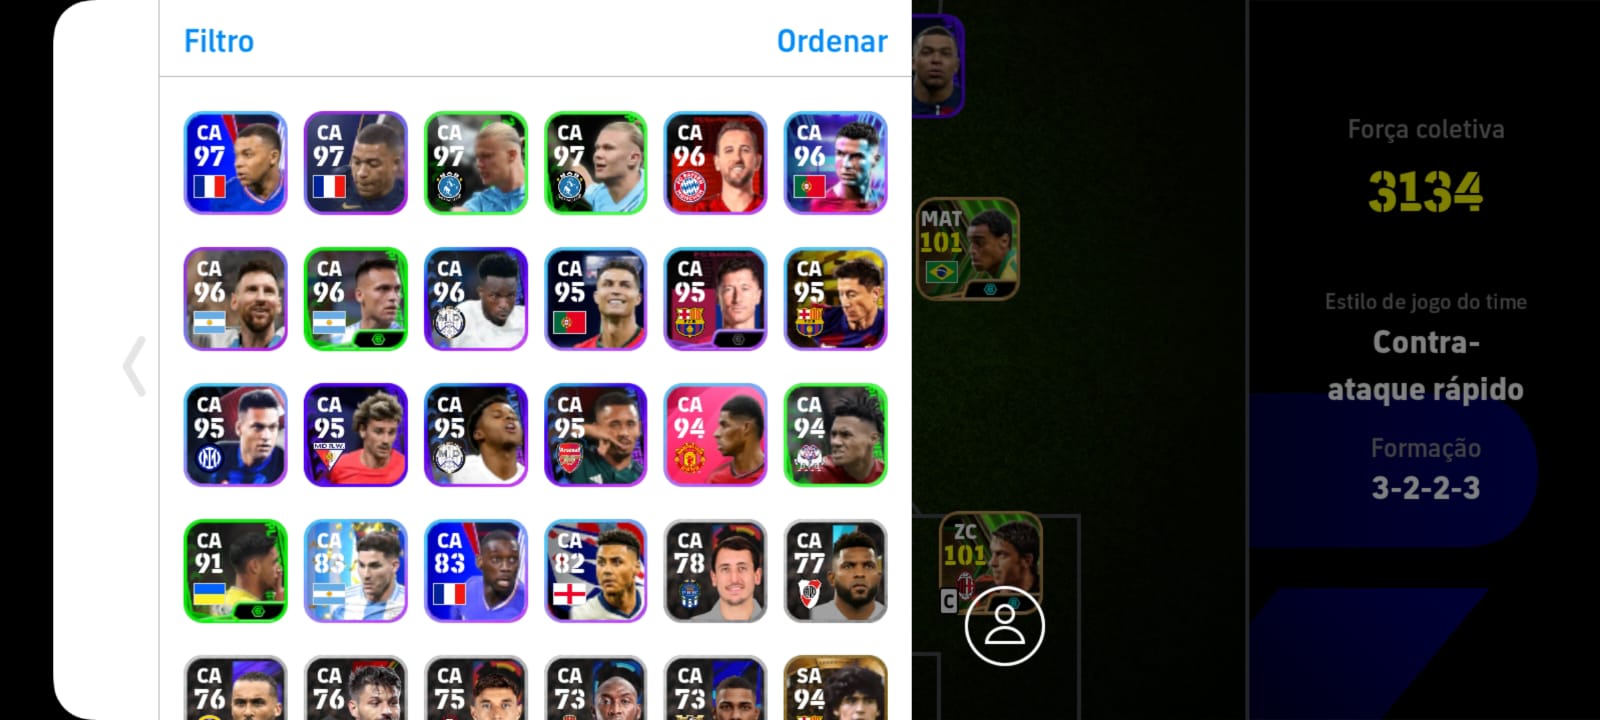 Filtro
Ordenar
CA 97
CA 97
CA 97
CA 97
CA 96
CA 96
CA 96
CA 96
CA 96
CA 95
CA 95
CA 95
CA 95
CA 95
CA 95
CA 95
CA 94
CA 94
CA 91
CA 83
CA 83
CA 82
CA 78
CA 77
CA 76
CA 76
CA 75
CA 73
CA 73
SA 94
MAT 101
ZC 101
C
Força coletiva
3134
Estilo de jogo do time
Contra-
ataque rápido
Formação
3-2-2-3